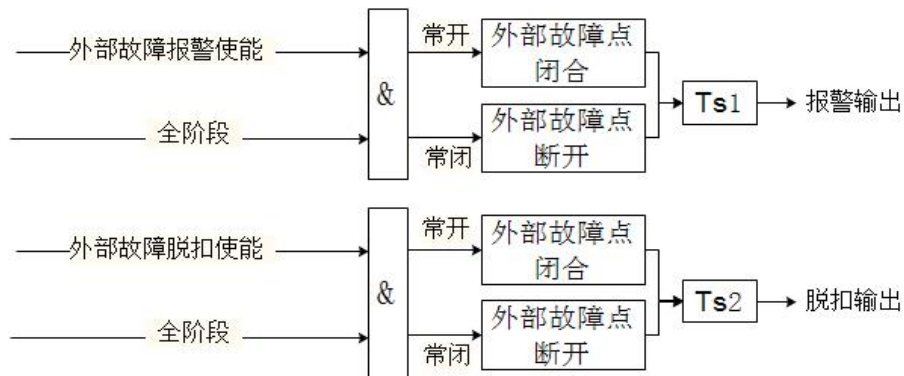 外部故障报警使能
全阶段
&
常开
常闭
外部故障点
闭合
外部故障点
断开
Ts1
报警输出
外部故障脱扣使能
全阶段
&
常开
常闭
外部故障点
闭合
外部故障点
断开
Ts2
脱扣输出